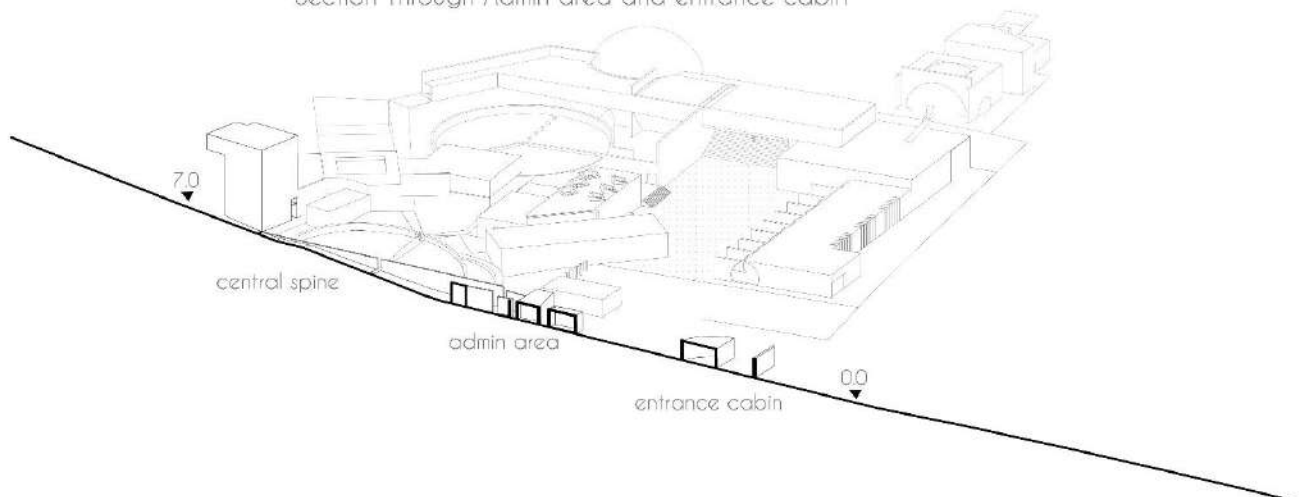 Section Through Admin area and entrance cabin
7.0
central spine
admin area
entrance cabin
0.0